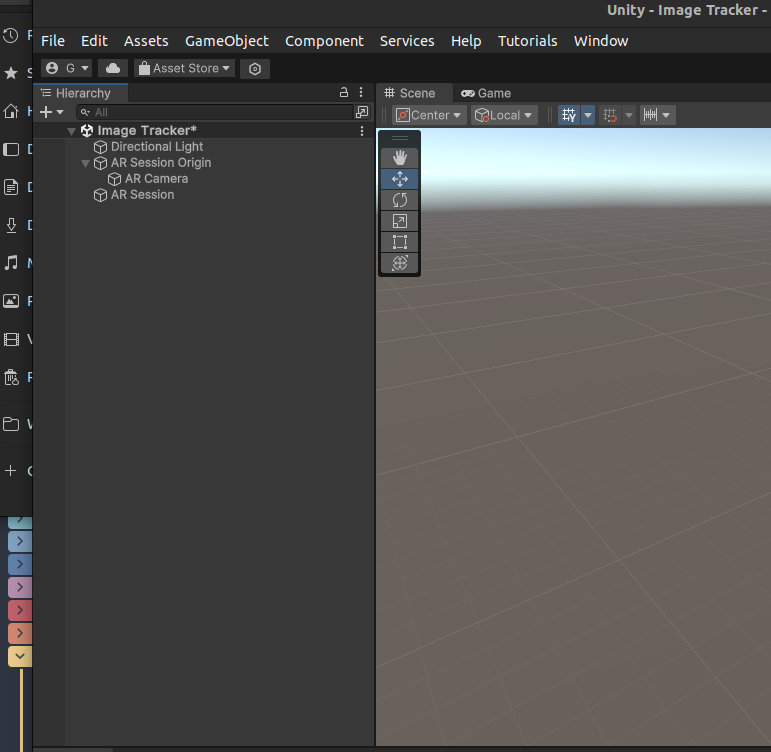 Unity - Image Tracker -
File Edit Assets GameObject Component Services Help Tutorials Window
G Asset Store
Hierarchy
Scene Game
All
Center Local
Image Tracker*
Directional Light
AR Session Origin
AR Camera
AR Session